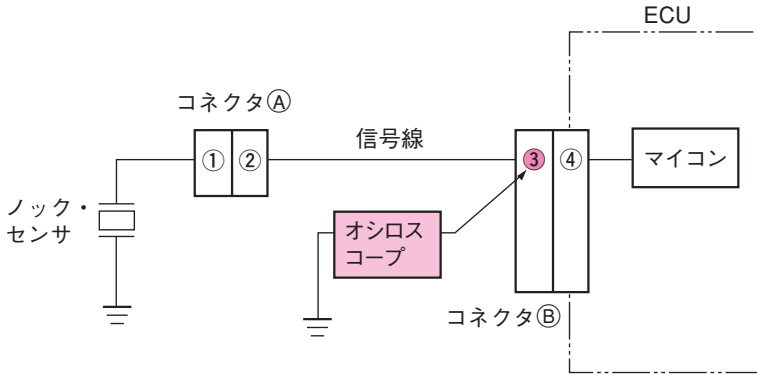 ECU
コネクタⒶ
信号線
① ②
③ ④
マイコン
ノック・
センサ
オシロス
コープ
コネクタⒷ